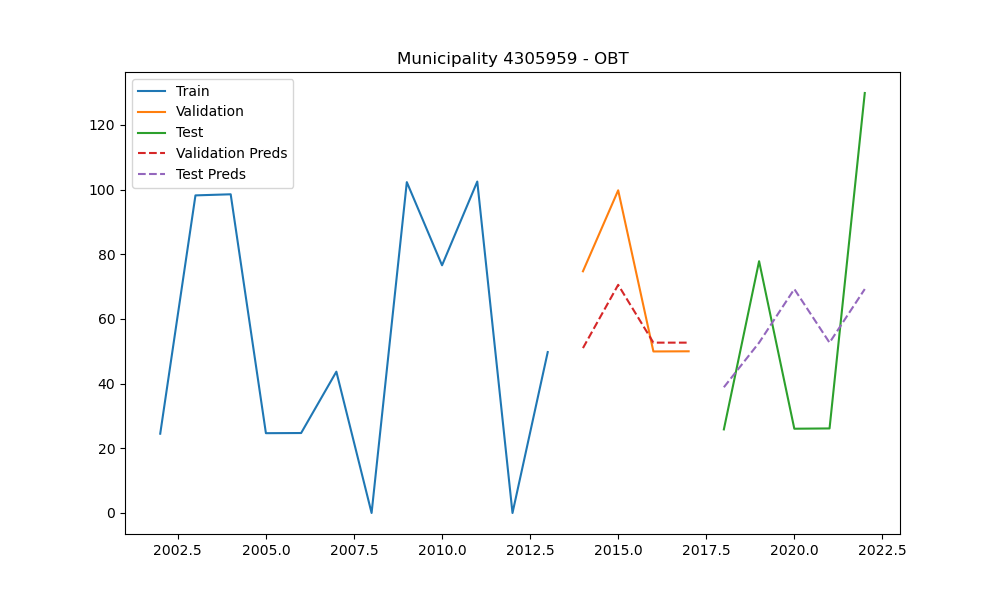 Municipality 4305959 - OBT
Train
Validation
Test
Validation Preds
Test Preds
120
100
80
60
40
20
0
2002.5 2005.0 2007.5 2010.0 2012.5 2015.0 2017.5 2020.0 2022.5